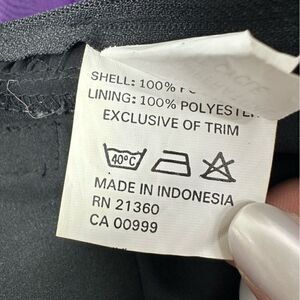 SHELL: 100%
LINING: 100% POLYESTER
EXCLUSIVE OF TRIM
40°C
MADE IN INDONESIA
RN 21360
CA 00999